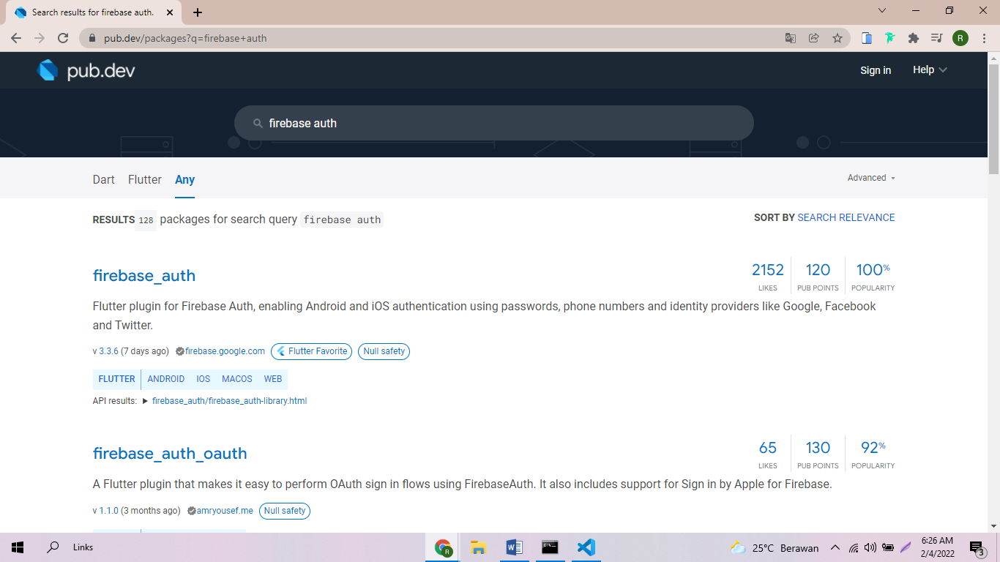 Search results for firebase auth.
pub.dev/packages?q=firebase+auth
R
pub.dev
Sign in
Help
firebase auth
Dart Flutter Any
Advanced
RESULTS 128 packages for search query firebase auth
SORT BY SEARCH RELEVANCE
firebase_auth
2152 120 100%
LIKES PUB POINTS POPULARITY
Flutter plugin for Firebase Auth, enabling Android and iOS authentication using passwords, phone numbers and identity providers like Google, Facebook
and Twitter.
v 3.3.6 (7 days ago) firebase.google.com Flutter Favorite Null safety
FLUTTER ANDROID IOS MACOS WEB
API results: firebase_auth/firebase_auth-library.html
firebase_auth_oauth
65 130 92%
LIKES PUB POINTS POPULARITY
A Flutter plugin that makes it easy to perform OAuth sign in flows using FirebaseAuth. It also includes support for Sign in by Apple for Firebase.
v 1.1.0 (3 months ago) amryousef.me Null safety
Links
R
25°C Berawan
6:26 AM
2/4/2022
3